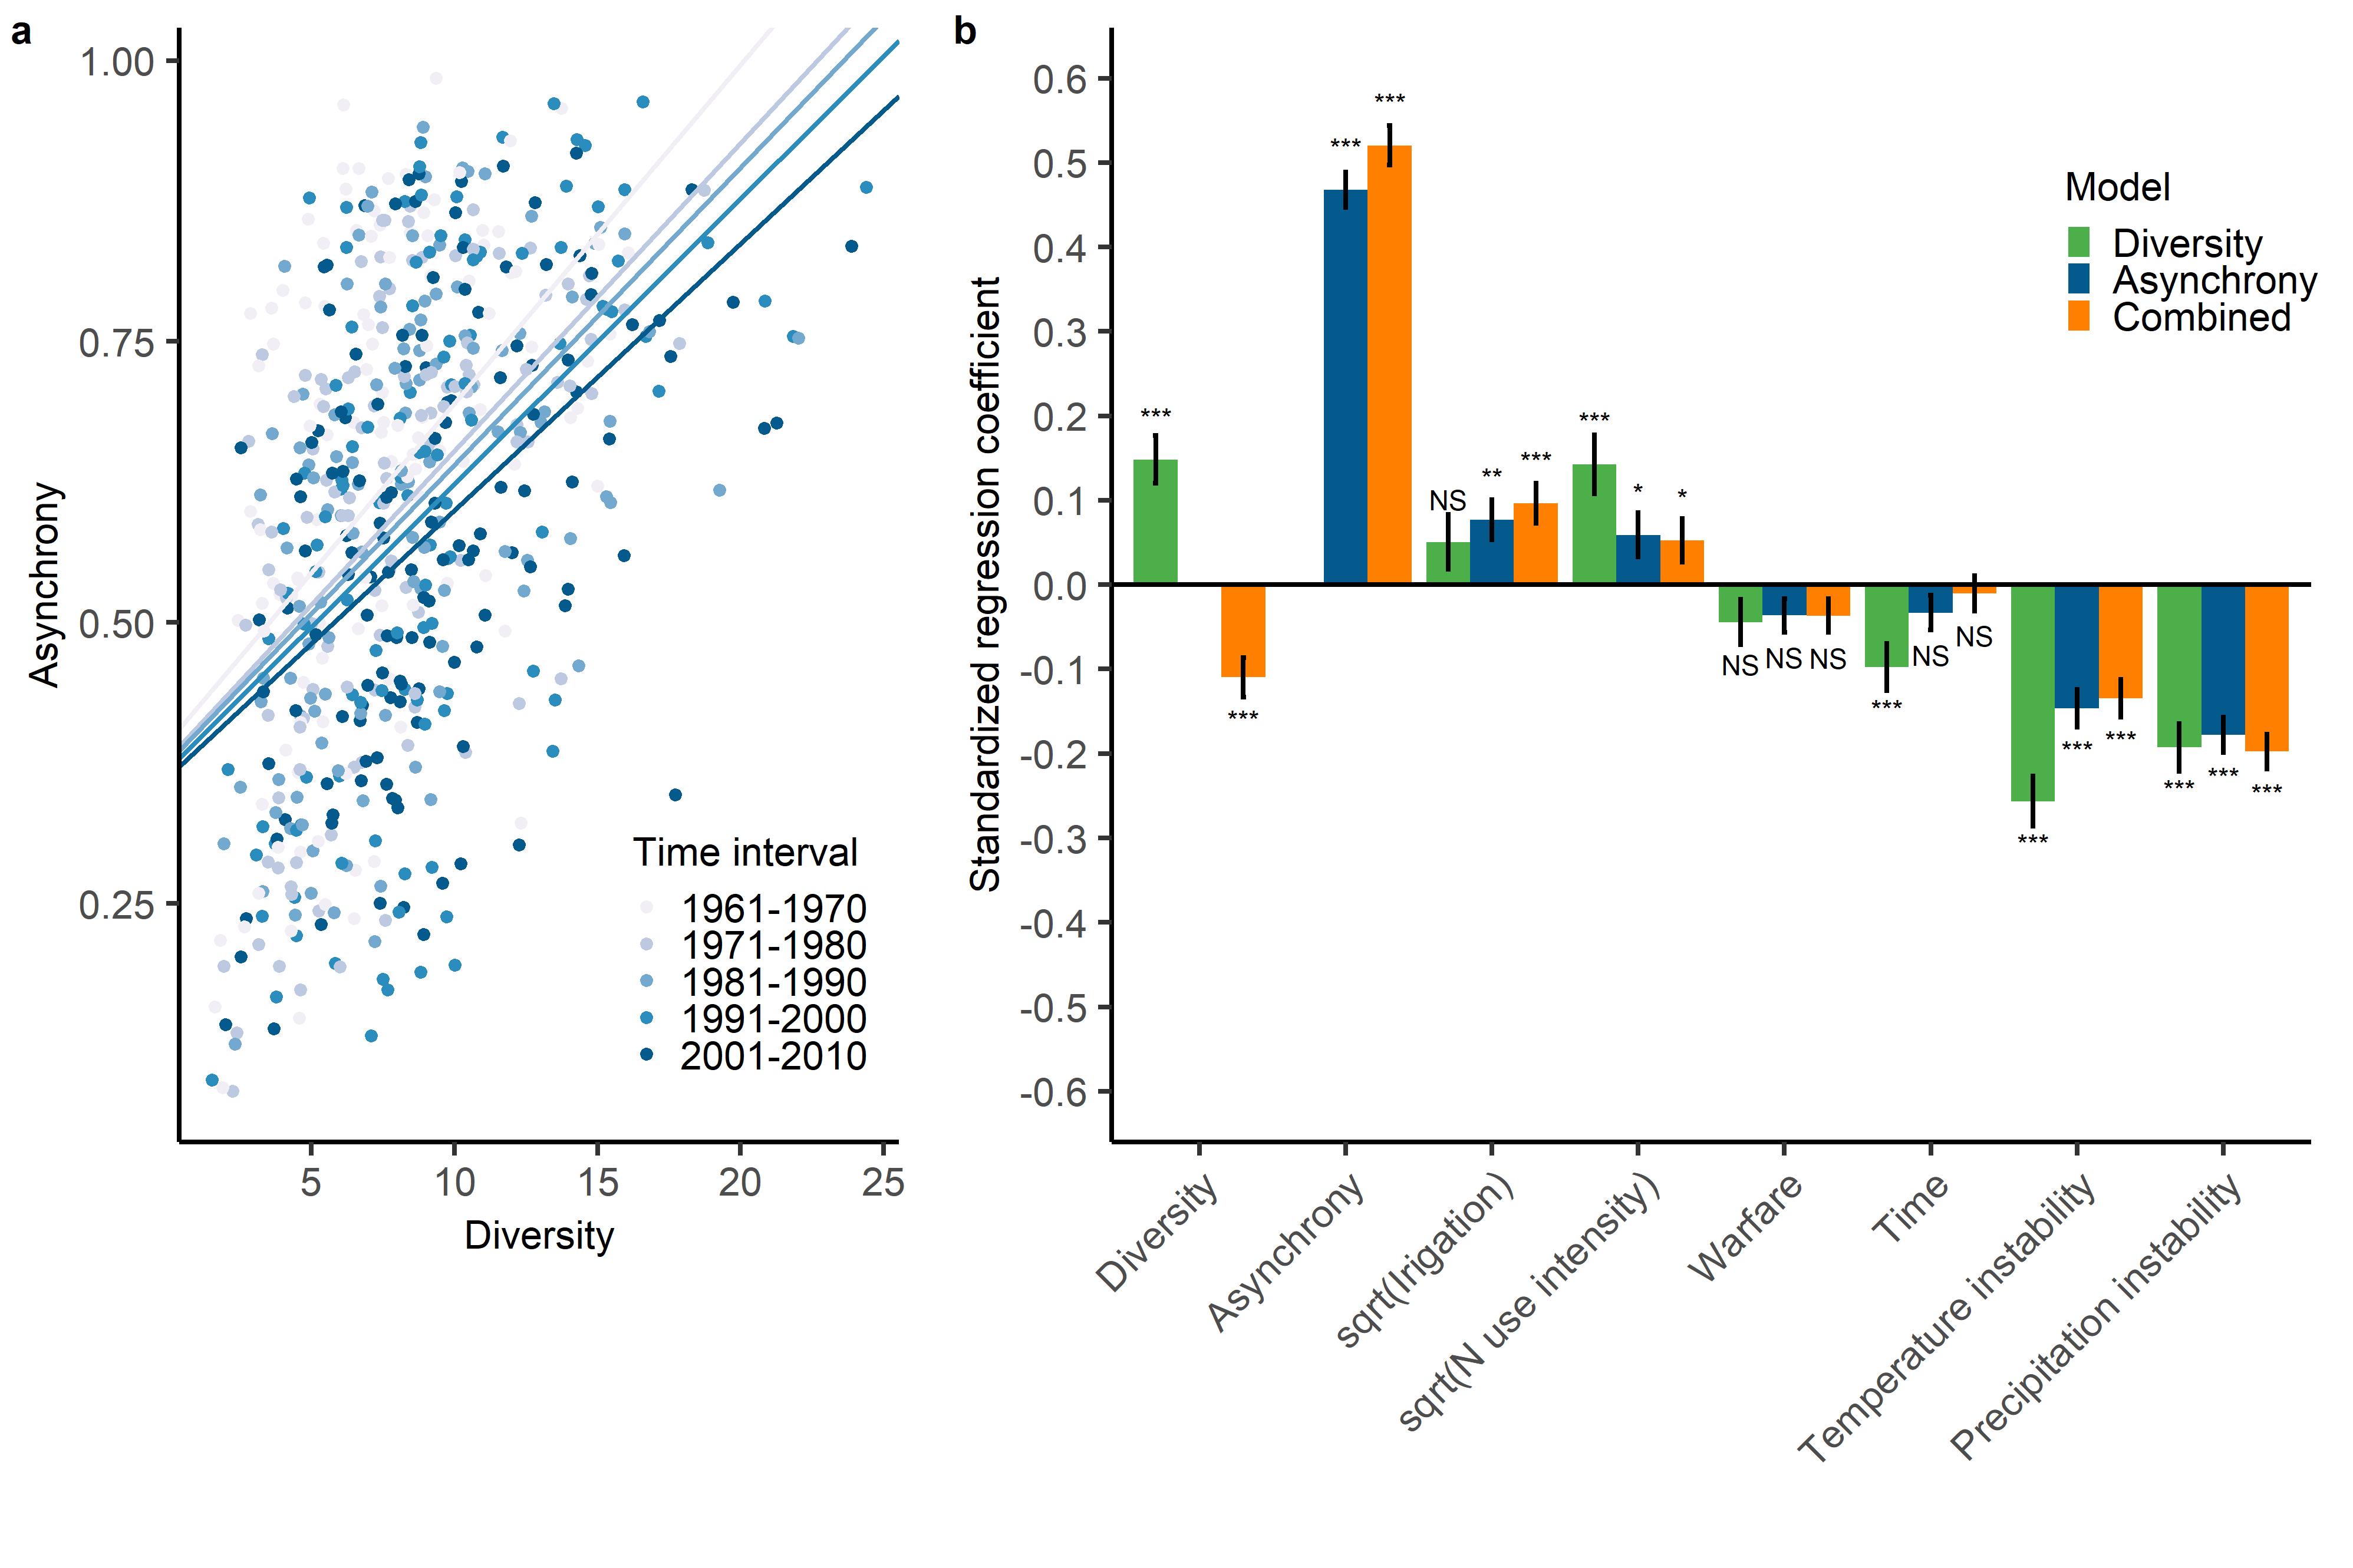 a
Asynchrony
1.00
0.75
0.50
0.25
5 10 15 20 25
Diversity
Time interval
1961-1970
1971-1980
1981-1990
1991-2000
2001-2010
b
Standardized regression coefficient
0.6
0.5
0.4
0.3
0.2
0.1
0.0
-0.1
-0.2
-0.3
-0.4
-0.5
-0.6
***
***
***
***
NS
**
***
***
*
*
NS
NS
NS
***
NS
NS
***
***
***
***
***
***
Model
Diversity
Asynchrony
Combined
Diversity
Asynchrony
sqrt(Irigation)
sqrt(N use intensity)
Warfare
Time
Temperature instability
Precipitation instability